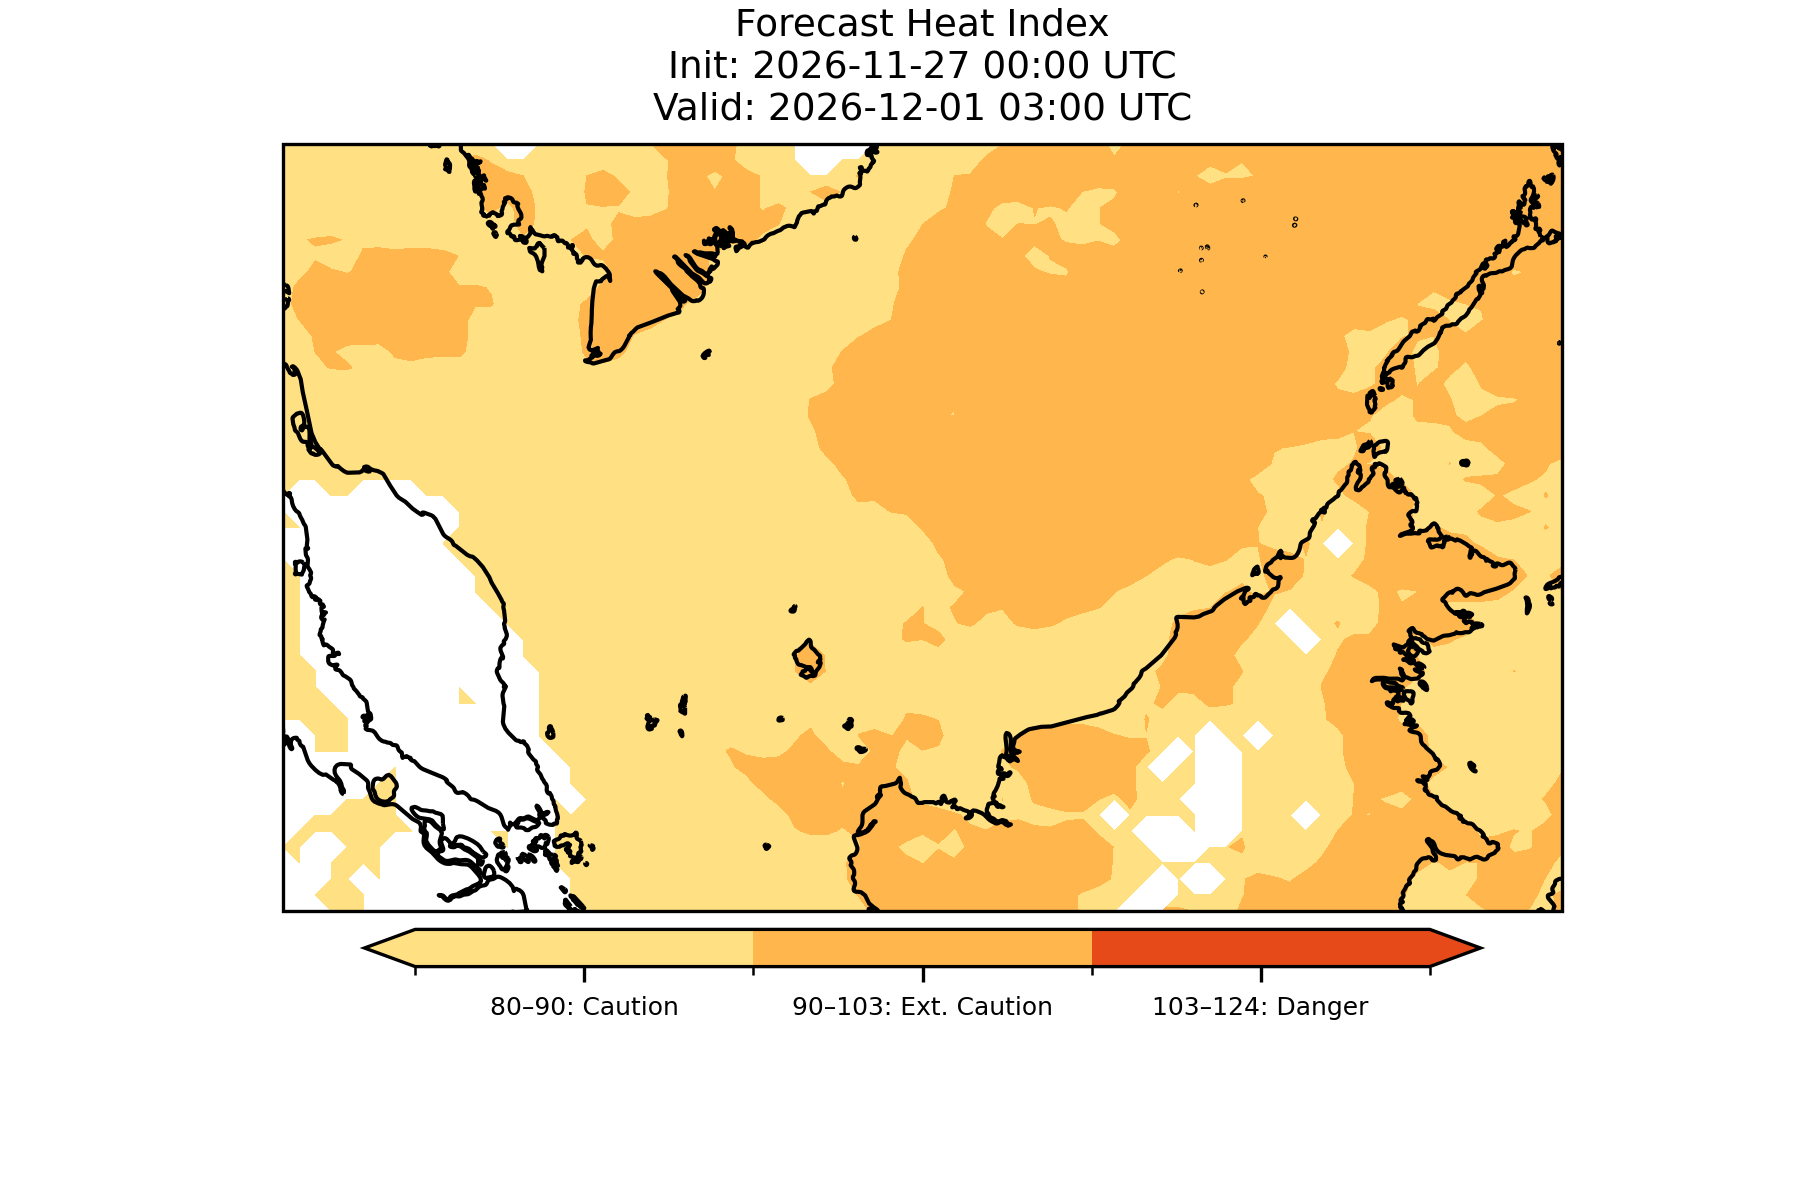 Forecast Heat Index
Init: 2026-11-27 00:00 UTC
Valid: 2026-12-01 03:00 UTC
80–90: Caution
90–103: Ext. Caution
103–124: Danger